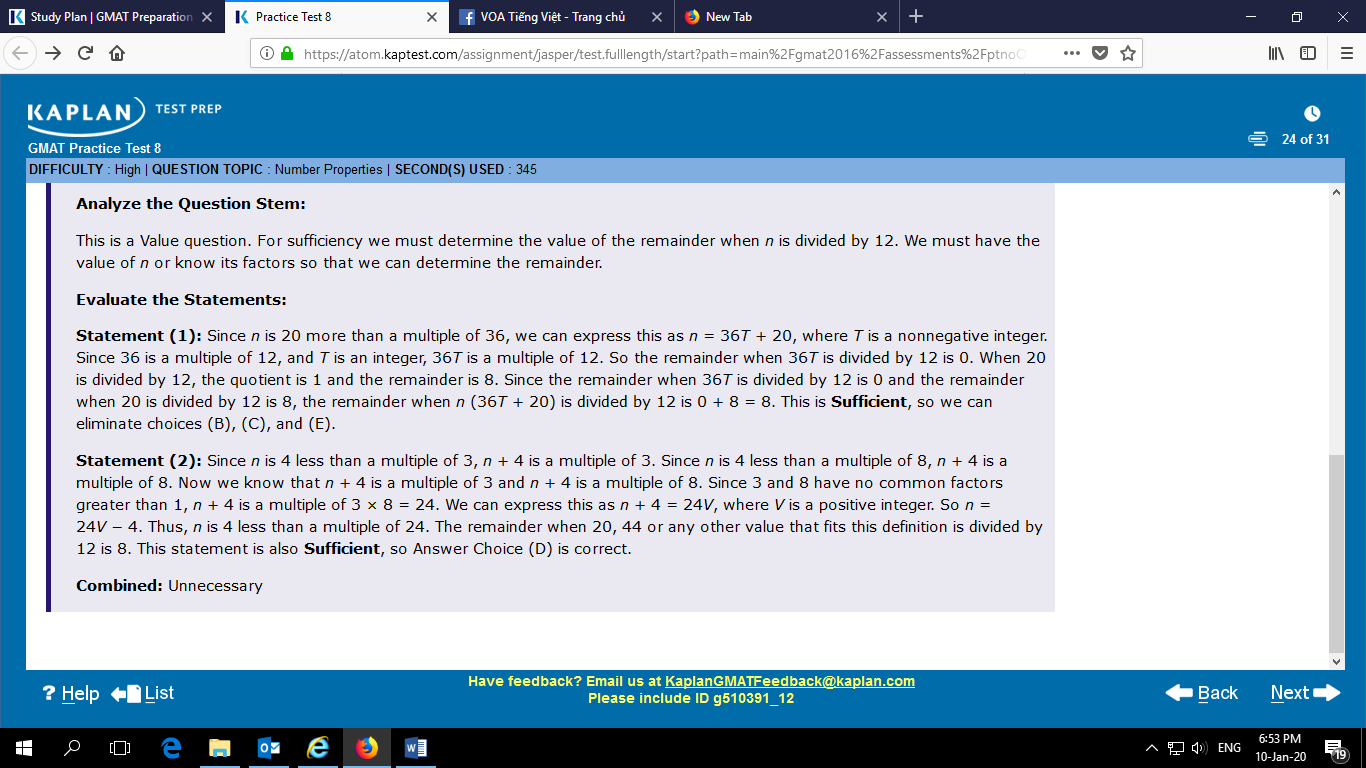 Study Plan | GMAT Preparation
Practice Test 8
VOA Tiếng Việt - Trang chủ
New Tab
https://atom.kaptest.com/assignment/jasper/test.fulllength/start?path=main%2Fgmat2016%2Fassessments%2Fptno
KAPLAN TEST PREP
GMAT Practice Test 8
24 of 31
DIFFICULTY : High | QUESTION TOPIC : Number Properties | SECOND(S) USED : 345
Analyze the Question Stem:
This is a Value question. For sufficiency we must determine the value of the remainder when n is divided by 12. We must have the
value of n or know its factors so that we can determine the remainder.
Evaluate the Statements:
Statement (1): Since n is 20 more than a multiple of 36, we can express this as n = 36T + 20, where T is a nonnegative integer.
Since 36 is a multiple of 12, and T is an integer, 36T is a multiple of 12. So the remainder when 36T is divided by 12 is 0. When 20
is divided by 12, the quotient is 1 and the remainder is 8. Since the remainder when 36T is divided by 12 is 0 and the remainder
when 20 is divided by 12 is 8, the remainder when n (36T + 20) is divided by 12 is 0 + 8 = 8. This is Sufficient, so we can
eliminate choices (B), (C), and (E).
Statement (2): Since n is 4 less than a multiple of 3, n + 4 is a multiple of 3. Since n is 4 less than a multiple of 8, n + 4 is a
multiple of 8. Now we know that n + 4 is a multiple of 3 and n + 4 is a multiple of 8. Since 3 and 8 have no common factors
greater than 1, n + 4 is a multiple of 3 × 8 = 24. We can express this as n + 4 = 24V, where V is a positive integer. So n =
24V − 4. Thus, n is 4 less than a multiple of 24. The remainder when 20, 44 or any other value that fits this definition is divided by
12 is 8. This statement is also Sufficient, so Answer Choice (D) is correct.
Combined: Unnecessary
? Help
List
Have feedback? Email us at KaplanGMATFeedback@kaplan.com
Please include ID g510391_12
Back
Next
ENG
6:53 PM
10-Jan-20
19